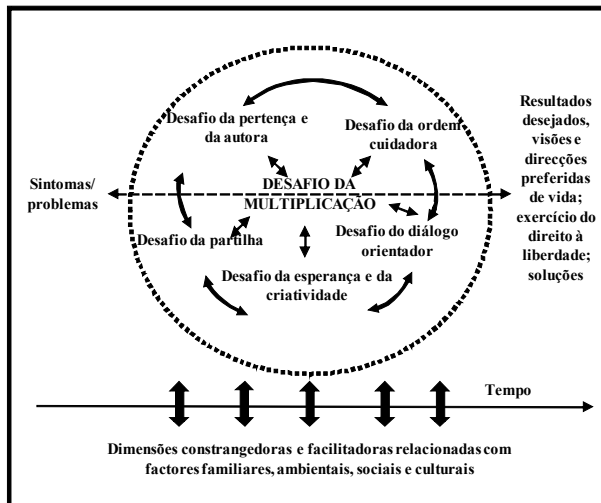 Desafio da pertença e
da autora
Desafio da ordem
cuidadora
Resultados
desejados,
visões e
direcções
preferidas
de vida;
exercício do
direito à
liberdade;
soluções
Sintomas/
problemas
DESAFIO DA
MULTIPLICAÇÃO
Desafio da partilha
Desafio do diálogo
orientador
Desafio da esperança e da
criatividade
Tempo
Dimensões constrangedoras e facilitadoras relacionadas com
factores familiares, ambientais, sociais e culturais